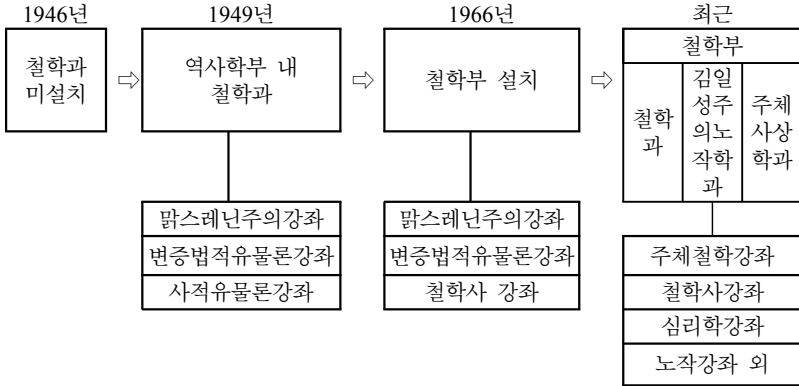 1946년
1949년
1966년
최근
철학과
미설치
⇨
역사학부 내
철학과
⇨
철학부 설치
⇨
철학부
철학
과
김일
성주
의노
작학
과
주체
사상
학과
맑스레닌주의강좌
변증법적유물론강좌
사적유물론강좌
맑스레닌주의강좌
변증법적유물론강좌
철학사 강좌
주체철학강좌
철학사강좌
심리학강좌
노작강좌 외